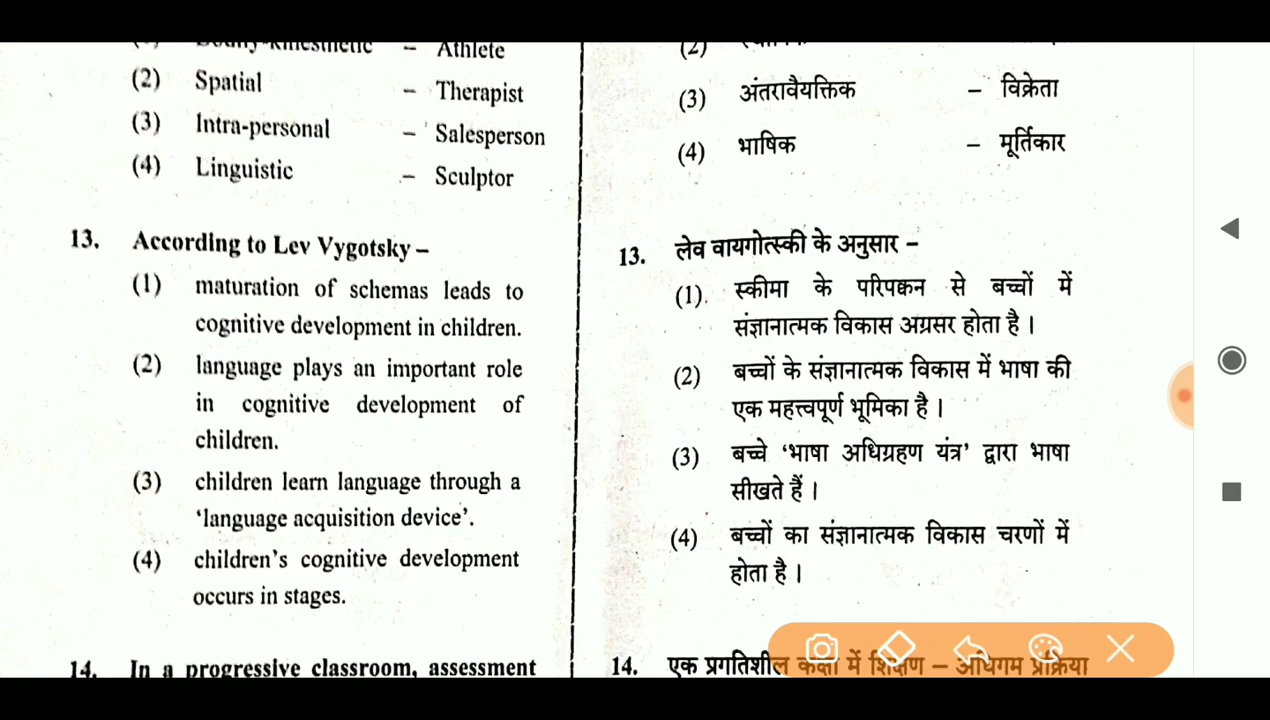 Bodily-kinesthetic – Athlete
(2) Spatial – Therapist
(3) Intra-personal – Salesperson
(4) Linguistic – Sculptor
13. According to Lev Vygotsky –
(1) maturation of schemas leads to
cognitive development in children.
(2) language plays an important role
in cognitive development of
children.
(3) children learn language through a
‘language acquisition device’.
(4) children’s cognitive development
occurs in stages.
14. In a progressive classroom, assessment
(2)
(3) अंतरावैयक्तिक – विक्रेता
(4) भाषिक – मूर्तिकार
13. लेव वायगोत्स्की के अनुसार –
(1). स्कीमा के परिपक्वन से बच्चों में
संज्ञानात्मक विकास अग्रसर होता है ।
(2) बच्चों के संज्ञानात्मक विकास में भाषा की
एक महत्त्वपूर्ण भूमिका है ।
(3) बच्चे ‘भाषा अधिग्रहण यंत्र’ द्वारा भाषा
सीखते हैं ।
(4) बच्चों का संज्ञानात्मक विकास चरणों में
होता है ।
14. एक प्रगतिशील कक्षा में शिक्षण – अधिगम प्रक्रिया